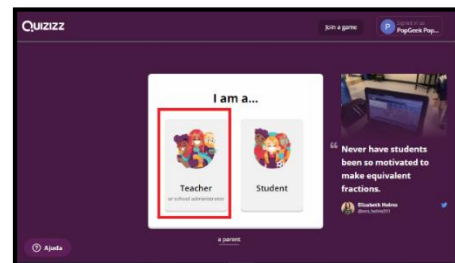 Quizizz
Join a game
Signed in as
PopGeek Pop...
I am a...
Teacher
or school administrator
Student
a parent
“ Never have students
been so motivated to
make equivalent
fractions.
Elizabeth Helms
Ajuda